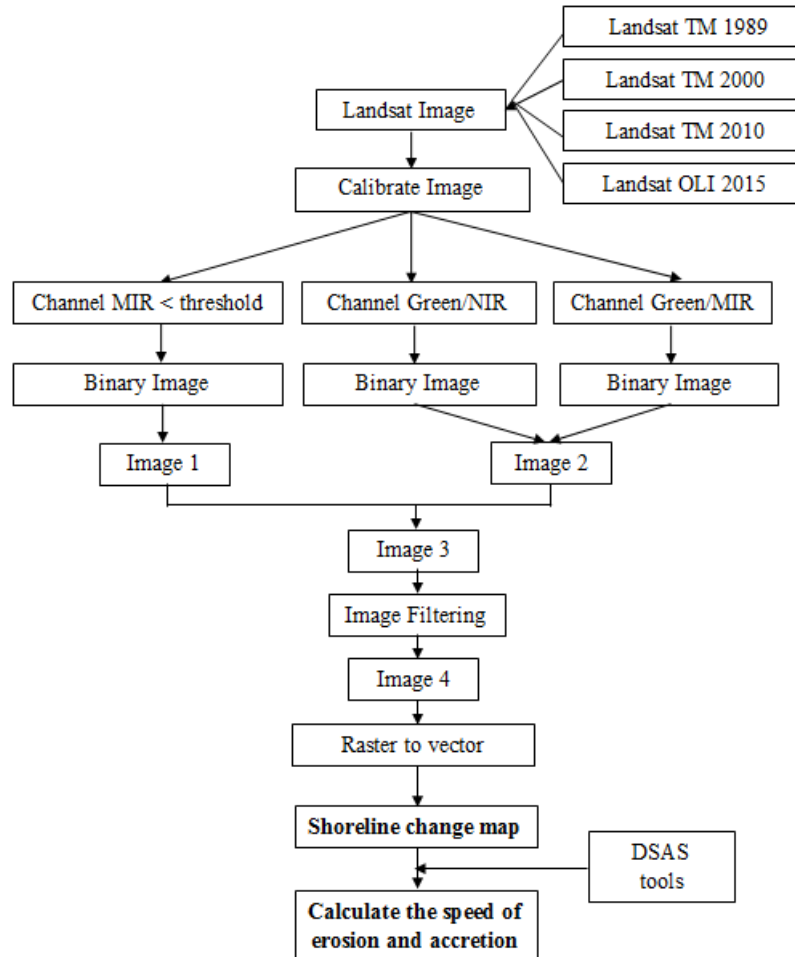 Landsat TM 1989
Landsat TM 2000
Landsat Image
Landsat TM 2010
Calibrate Image
Landsat OLI 2015
Channel MIR < threshold
Channel Green/NIR
Channel Green/MIR
Binary Image
Binary Image
Binary Image
Image 1
Image 2
Image 3
Image Filtering
Image 4
Raster to vector
Shoreline change map
DSAS
tools
Calculate the speed of
erosion and accretion